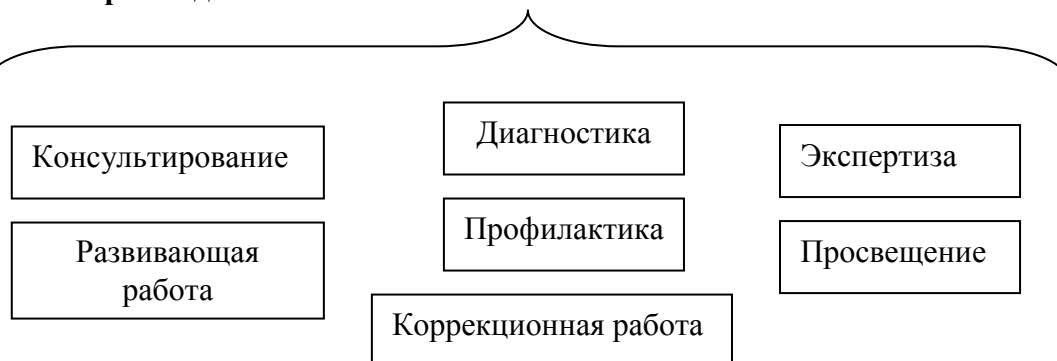 Консультирование
Диагностика
Экспертиза
Развивающая
работа
Профилактика
Просвещение
Коррекционная работа